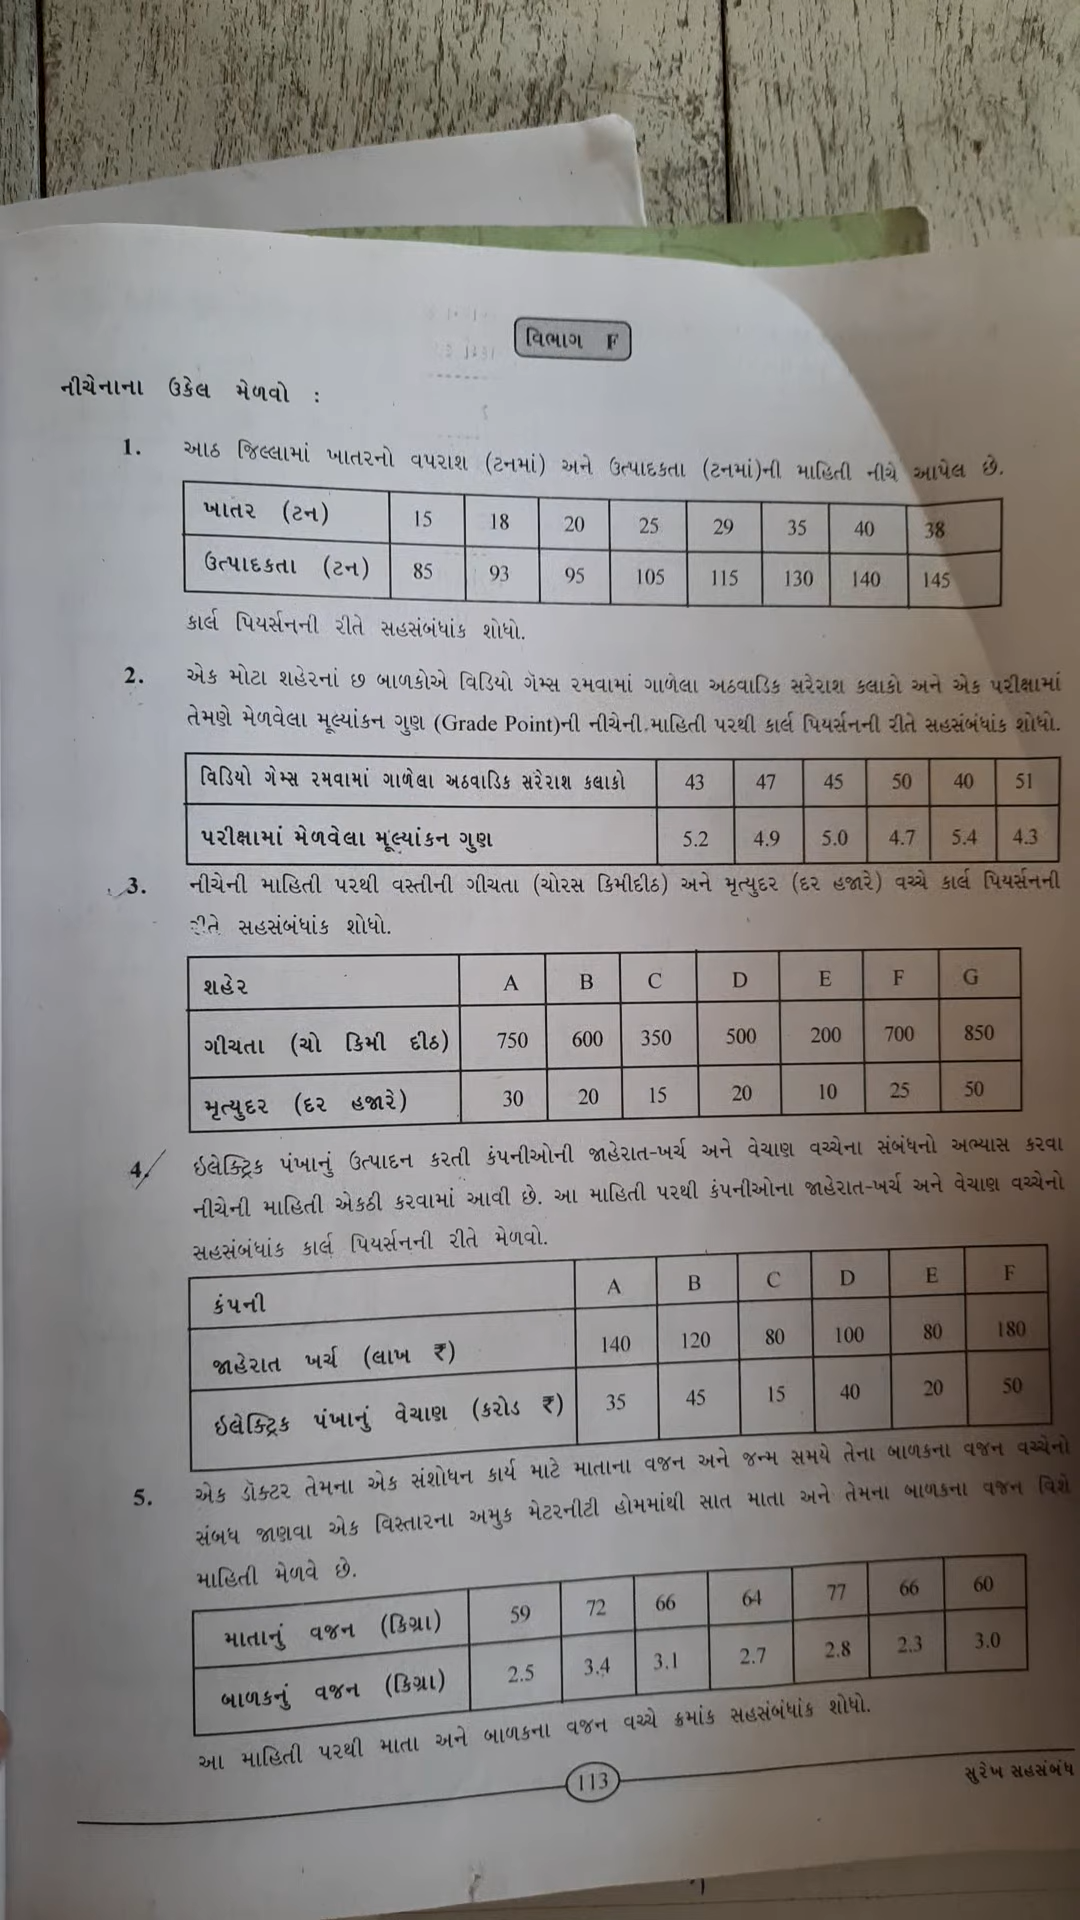 વિભાગ F
નીચેનાના ઉકેલ મેળવો :
1. આઠ જિલ્લામાં ખાતરનો વપરાશ (ટનમાં) અને ઉત્પાદકતા (ટનમાં)ની માહિતી નીચે આપેલ છે.
ખાતર (ટન) 15 18 20 25 29 35 40 38
ઉત્પાદકતા (ટન) 85 93 95 105 115 130 140 145
કાર્લ પિયર્સનની રીતે સહસંબંધાંક શોધો.
2. એક મોટા શહેરનાં છ બાળકોએ વિડિયો ગેમ્સ રમવામાં ગાળેલા અઠવાડિક સરેરાશ કલાકો અને એક પરીક્ષામાં
તેમણે મેળવેલા મૂલ્યાંકન ગુણ (Grade Point)ની નીચેની માહિતી પરથી કાર્લ પિયર્સનની રીતે સહસંબંધાંક શોધો.
વિડિયો ગેમ્સ રમવામાં ગાળેલા અઠવાડિક સરેરાશ કલાકો 43 47 45 50 40 51
પરીક્ષામાં મેળવેલા મૂલ્યાંકન ગુણ 5.2 4.9 5.0 4.7 5.4 4.3
3. નીચેની માહિતી પરથી વસ્તીની ગીચતા (ચોરસ કિમીદીઠ) અને મૃત્યુદર (દર હજારે) વચ્ચે કાર્લ પિયર્સનની
રીતે સહસંબંધાંક શોધો.
શહેર A B C D E F G
ગીચતા (ચો કિમી દીઠ) 750 600 350 500 200 700 850
મૃત્યુદર (દર હજારે) 30 20 15 20 10 25 50
4. ઇલેક્ટ્રિક પંખાનું ઉત્પાદન કરતી કંપનીઓની જાહેરાત-ખર્ચ અને વેચાણ વચ્ચેના સંબંધનો અભ્યાસ કરવા
નીચેની માહિતી એકઠી કરવામાં આવી છે. આ માહિતી પરથી કંપનીઓના જાહેરાત-ખર્ચ અને વેચાણ વચ્ચેનો
સહસંબંધાંક કાર્લ પિયર્સનની રીતે મેળવો.
કંપની A B C D E F
જાહેરાત ખર્ચ (લાખ ₹) 140 120 80 100 80 180
ઇલેક્ટ્રિક પંખાનું વેચાણ (કરોડ ₹) 35 45 15 40 20 50
5. એક ડૉક્ટર તેમના એક સંશોધન કાર્ય માટે માતાના વજન અને જન્મ સમયે તેના બાળકના વજન વચ્ચેનો
સંબધ જાણવા એક વિસ્તારના અમુક મેટરનીટી હોમમાંથી સાત માતા અને તેમના બાળકના વજન વિશે
માહિતી મેળવે છે.
માતાનું વજન (કિગ્રા) 59 72 66 64 77 66 60
બાળકનું વજન (કિગ્રા) 2.5 3.4 3.1 2.7 2.8 2.3 3.0
આ માહિતી પરથી માતા અને બાળકના વજન વચ્ચે ક્રમાંક સહસંબંધાંક શોધો.
113
સુરેખ સહસંબંધ